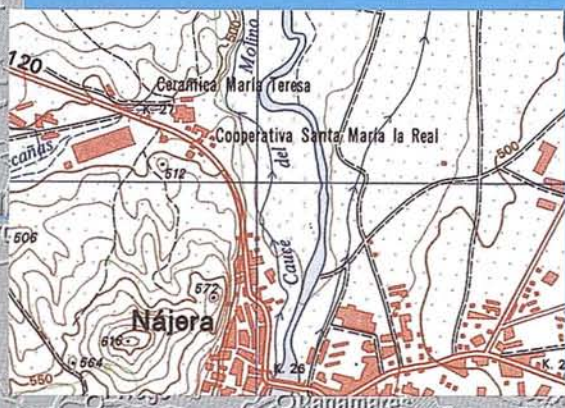 500
Molino
120
Cerámica María Teresa
K. 27
Cooperativa Santa María la Real
cañas
del
500
512
506
Cauce
572
Nájera
616
564
K. 26
K. 2
550